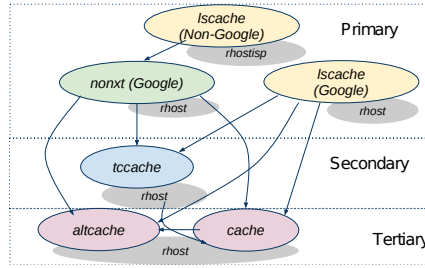 lscache
(Non-Google)
Primary
rhostisp
nonxt (Google)
lscache
(Google)
rhost
rhost
tccache
Secondary
rhost
altcache
cache
Tertiary
rhost